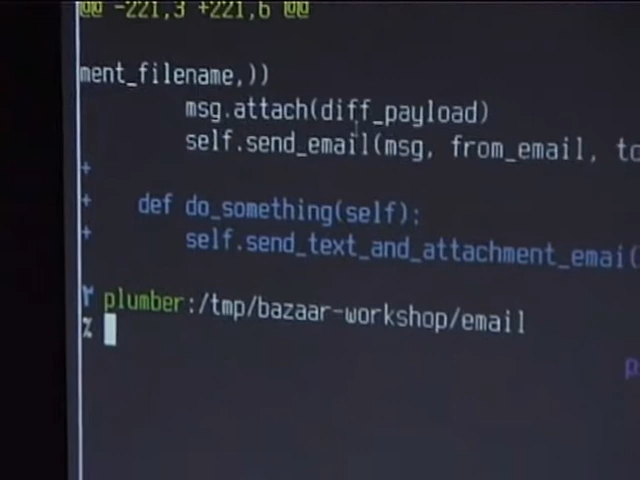 @@ -221,3 +221,6 @@
ment_filename,))
msg.attach(diff_payload)
self.send_email(msg, from_email, to
+
+ def do_something(self):
+ self.send_text_and_attachment_emai(
plumber:/tmp/bazaar-workshop/email
%
p